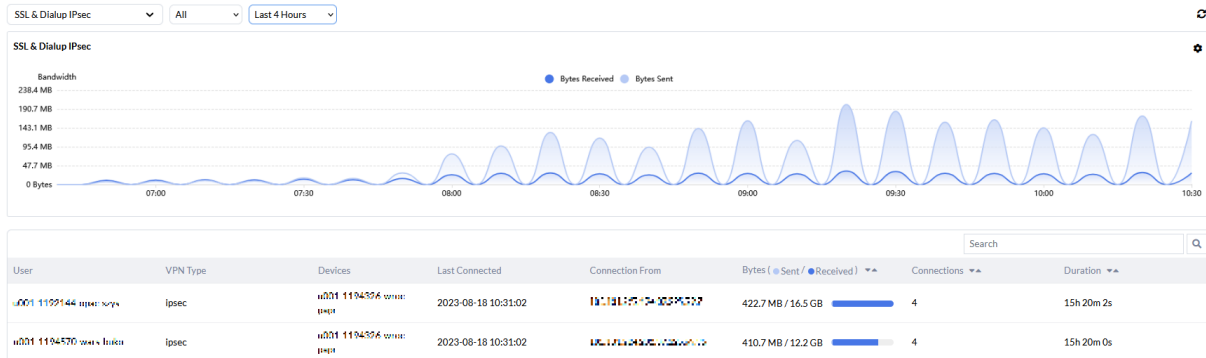 SSL & Dialup IPsec All Last 4 Hours
SSL & Dialup IPsec
Bandwidth
Bytes Received Bytes Sent
238.4 MB
190.7 MB
143.1 MB
95.4 MB
47.7 MB
0 Bytes
07:00 07:30 08:00 08:30 09:00 09:30 10:00 10:30
Search
User VPN Type Devices Last Connected Connection From Bytes ( Sent / Received ) Connections Duration
ipsec 2023-08-18 10:31:02 422.7 MB / 16.5 GB 4 15h 20m 2s
ipsec 2023-08-18 10:31:02 410.7 MB / 12.2 GB 4 15h 20m 0s